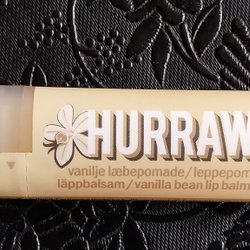 HURRAW
vanilje læbepomade / leppepom
läppbalsam / vanilla bean lip balm